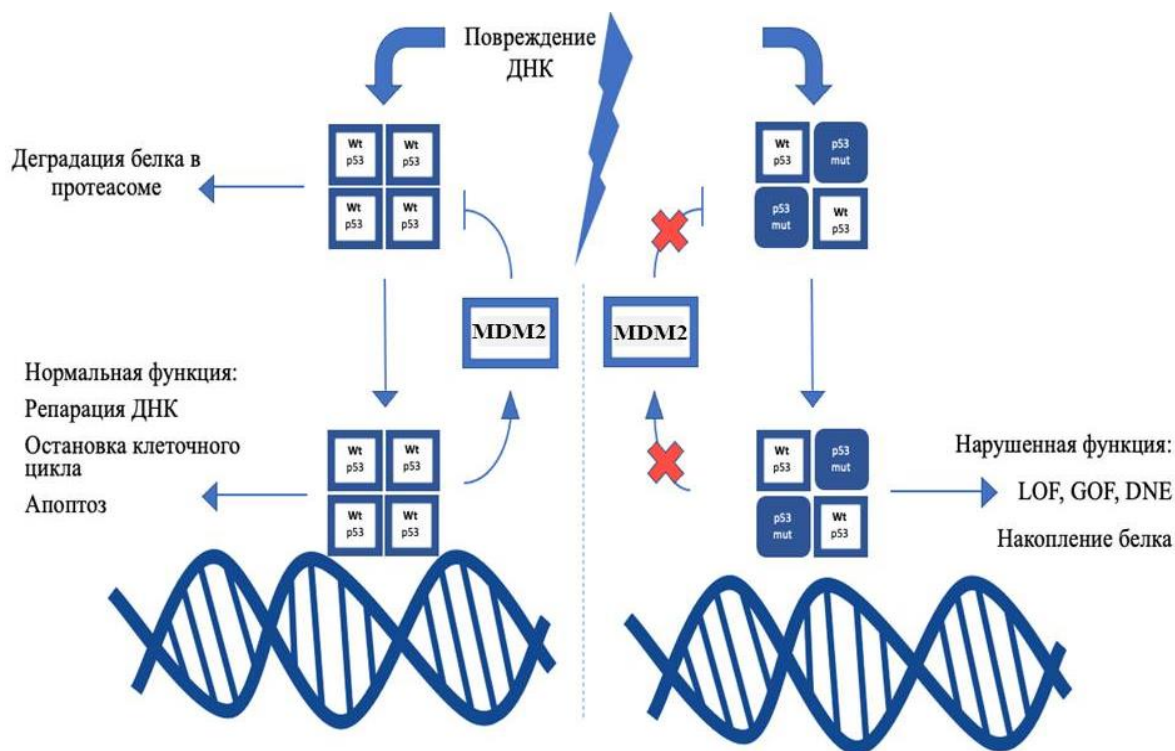 Повреждение
ДНК
Wt
p53
Wt
p53
Wt
p53
Wt
p53
Деградация белка в
протеасоме
MDM2
Нормальная функция:
Репарация ДНК
Остановка клеточного
цикла
Апоптоз
Wt
p53
Wt
p53
Wt
p53
Wt
p53
Wt
p53
p53
mut
p53
mut
Wt
p53
MDM2
Wt
p53
p53
mut
p53
mut
Wt
p53
Нарушенная функция:
LOF, GOF, DNE
Накопление белка